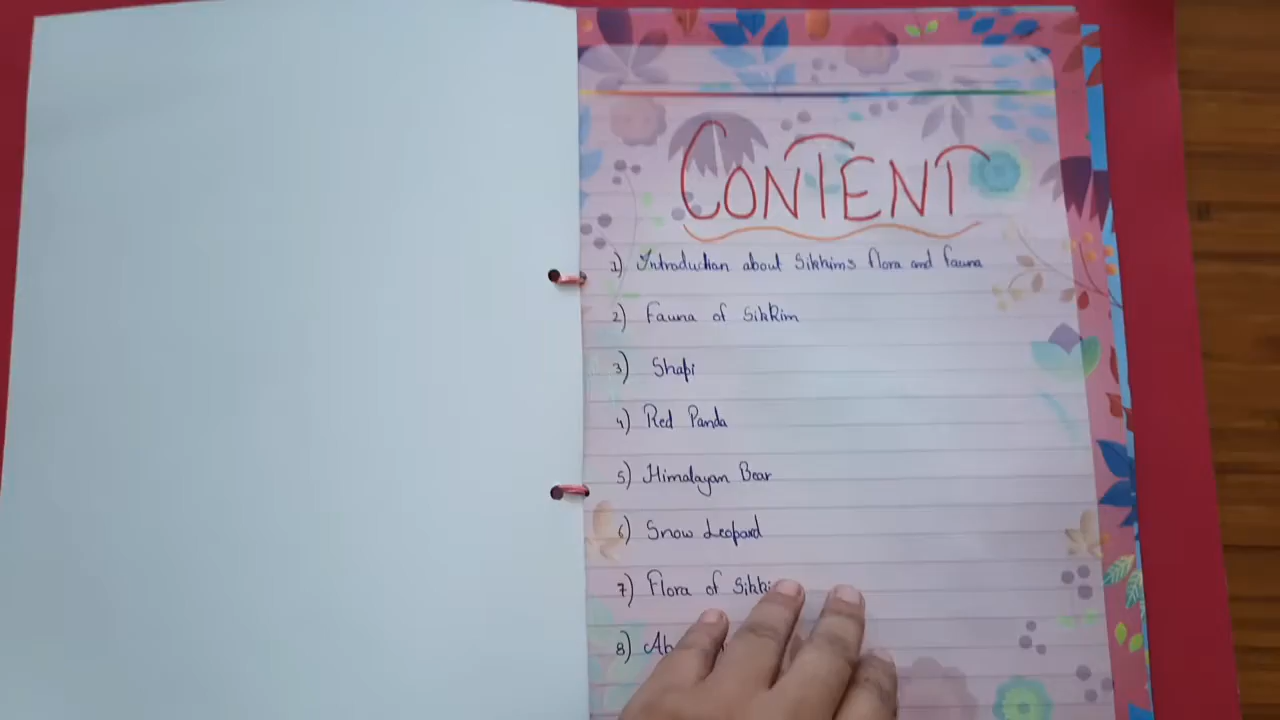 CONTENT
1) Introduction about Sikkim's flora and fauna
2) Fauna of Sikkim
3) Shapi
4) Red Panda
5) Himalayan Bear
6) Snow Leopard
7) Flora of
8)